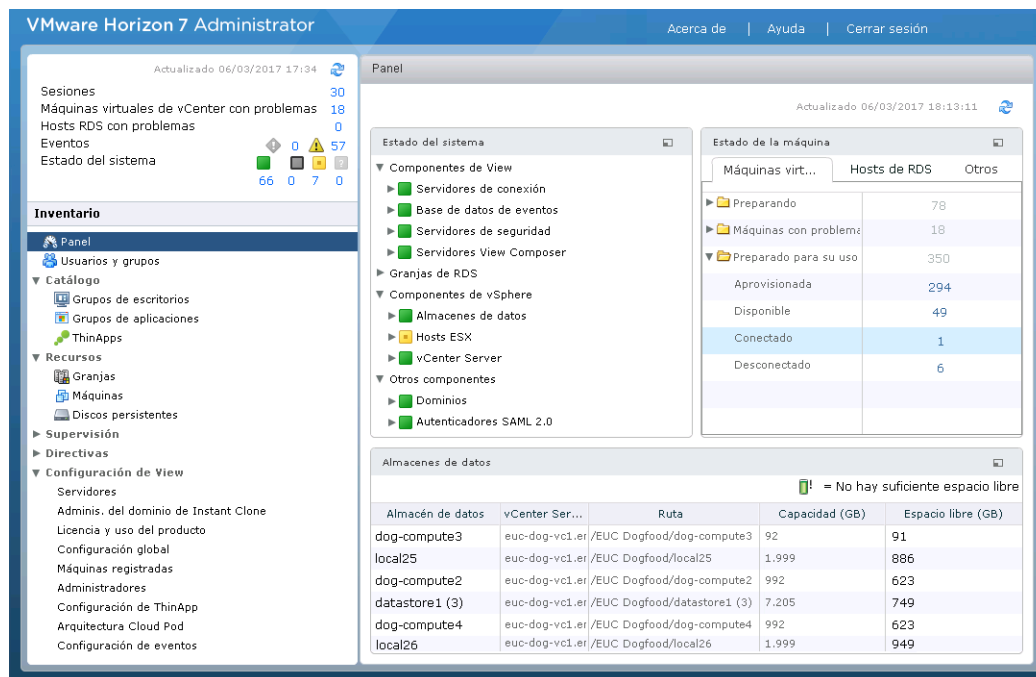 VMware Horizon 7 Administrator
Acerca de | Ayuda | Cerrar sesión
Actualizado 06/03/2017 17:34
Sesiones 30
Máquinas virtuales de vCenter con problemas 18
Hosts RDS con problemas 0
Eventos 0 57
Estado del sistema
66 0 7 0
Inventario
Panel
Usuarios y grupos
Catálogo
Grupos de escritorios
Grupos de aplicaciones
ThinApps
Recursos
Granjas
Máquinas
Discos persistentes
Supervisión
Directivas
Configuración de View
Servidores
Adminis. del dominio de Instant Clone
Licencia y uso del producto
Configuración global
Máquinas registradas
Administradores
Configuración de ThinApp
Arquitectura Cloud Pod
Configuración de eventos
Panel
Actualizado 06/03/2017 18:13:11
Estado del sistema
Componentes de View
Servidores de conexión
Base de datos de eventos
Servidores de seguridad
Servidores View Composer
Granjas de RDS
Componentes de vSphere
Almacenes de datos
Hosts ESX
vCenter Server
Otros componentes
Dominios
Autenticadores SAML 2.0
Estado de la máquina
Máquinas virt... Hosts de RDS Otros
Preparando 78
Máquinas con problema 18
Preparado para su uso 350
Aprovisionada 294
Disponible 49
Conectado 1
Desconectado 6
Almacenes de datos
! = No hay suficiente espacio libre
Almacén de datos vCenter Ser... Ruta Capacidad (GB) Espacio libre (GB)
dog-compute3 euc-dog-vc1.er /EUC Dogfood/dog-compute3 92 91
local25 euc-dog-vc1.er /EUC Dogfood/local25 1.999 886
dog-compute2 euc-dog-vc1.er /EUC Dogfood/dog-compute2 992 623
datastore1 (3) euc-dog-vc1.er /EUC Dogfood/datastore1 (3) 7.205 749
dog-compute4 euc-dog-vc1.er /EUC Dogfood/dog-compute4 992 623
local26 euc-dog-vc1.er /EUC Dogfood/local26 1.999 949